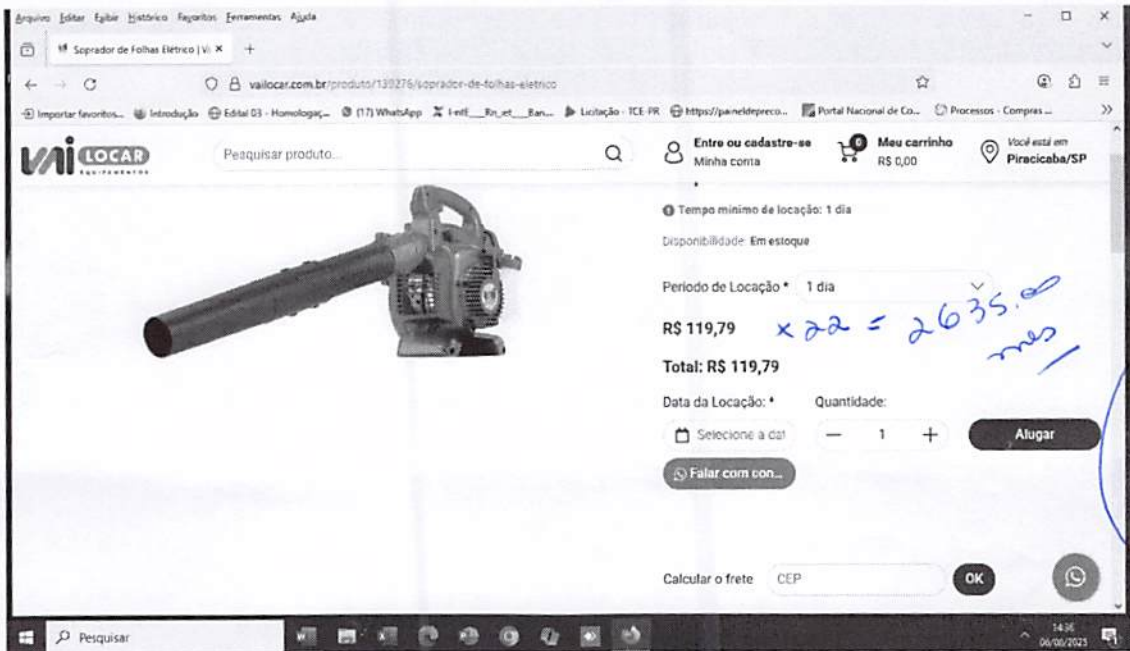 Arquivo Editar Exibir Histórico Favoritos Ferramentas Ajuda
Soprador de Folhas Elétrico | V
vailocar.com.br/produto/139276/soprador-de-folhas-eletrico
Importar favoritos... Introdução Edital 03 - Homologaç... (17) WhatsApp Licitação - TCE-PR https://paineldepreco... Portal Nacional de Co... Processos - Compras ...
VAI LOCAR
EQUIPAMENTOS
Pesquisar produto...
Entre ou cadastre-se
Minha conta
0
Meu carrinho
R$ 0,00
Você está em
Piracicaba/SP
Tempo mínimo de locação: 1 dia
Disponibilidade: Em estoque
Período de Locação * 1 dia
R$ 119,79 x 22 = 2635,00
mes
Total: R$ 119,79
Data da Locação: * Quantidade:
Selecione a dat — 1 + Alugar
Falar com con...
Calcular o frete CEP OK
Pesquisar
14:36
06/06/2025